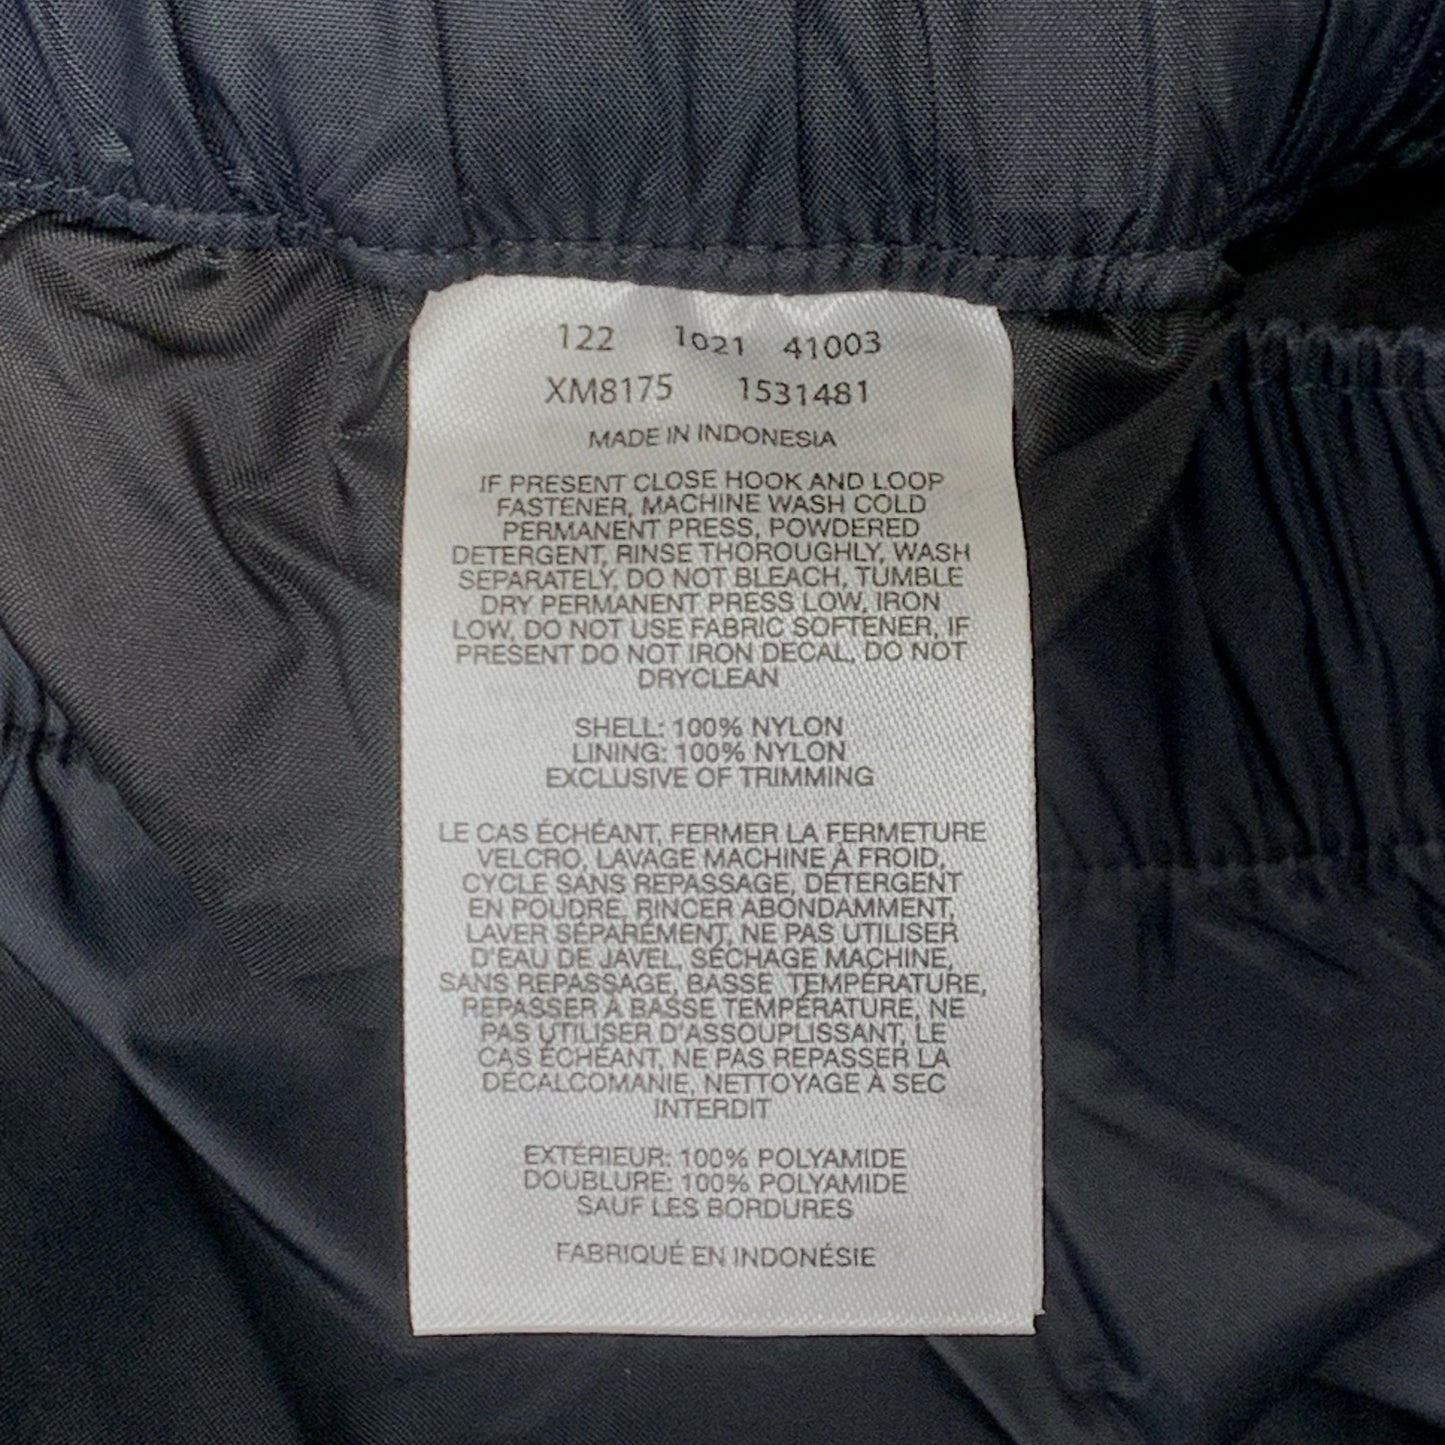 122 1021 41003
XM8175 1531481
MADE IN INDONESIA
IF PRESENT CLOSE HOOK AND LOOP
FASTENER, MACHINE WASH COLD
PERMANENT PRESS, POWDERED
DETERGENT, RINSE THOROUGHLY, WASH
SEPARATELY, DO NOT BLEACH, TUMBLE
DRY PERMANENT PRESS LOW, IRON
LOW, DO NOT USE FABRIC SOFTENER, IF
PRESENT DO NOT IRON DECAL, DO NOT
DRYCLEAN
SHELL: 100% NYLON
LINING: 100% NYLON
EXCLUSIVE OF TRIMMING
LE CAS ÉCHÉANT, FERMER LA FERMETURE
VELCRO, LAVAGE MACHINE À FROID,
CYCLE SANS REPASSAGE, DÉTERGENT
EN POUDRE, RINCER ABONDAMMENT,
LAVER SÉPARÉMENT, NE PAS UTILISER
D'EAU DE JAVEL, SÉCHAGE MACHINE,
SANS REPASSAGE, BASSE TEMPÉRATURE,
REPASSER À BASSE TEMPÉRATURE, NE
PAS UTILISER D'ASSOUPLISSANT, LE
CAS ÉCHÉANT, NE PAS REPASSER LA
DÉCALCOMANIE, NETTOYAGE À SEC
INTERDIT
EXTÉRIEUR: 100% POLYAMIDE
DOUBLURE: 100% POLYAMIDE
SAUF LES BORDURES
FABRIQUÉ EN INDONÉSIE